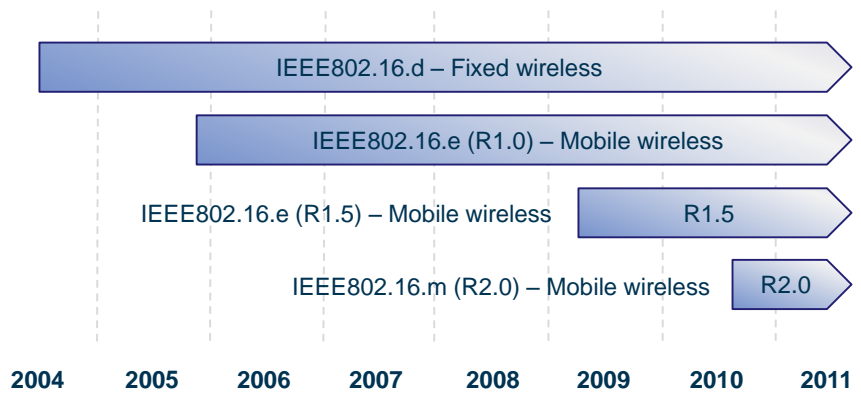 IEEE802.16.d – Fixed wireless
IEEE802.16.e (R1.0) – Mobile wireless
IEEE802.16.e (R1.5) – Mobile wireless R1.5
IEEE802.16.m (R2.0) – Mobile wireless R2.0
2004 2005 2006 2007 2008 2009 2010 2011